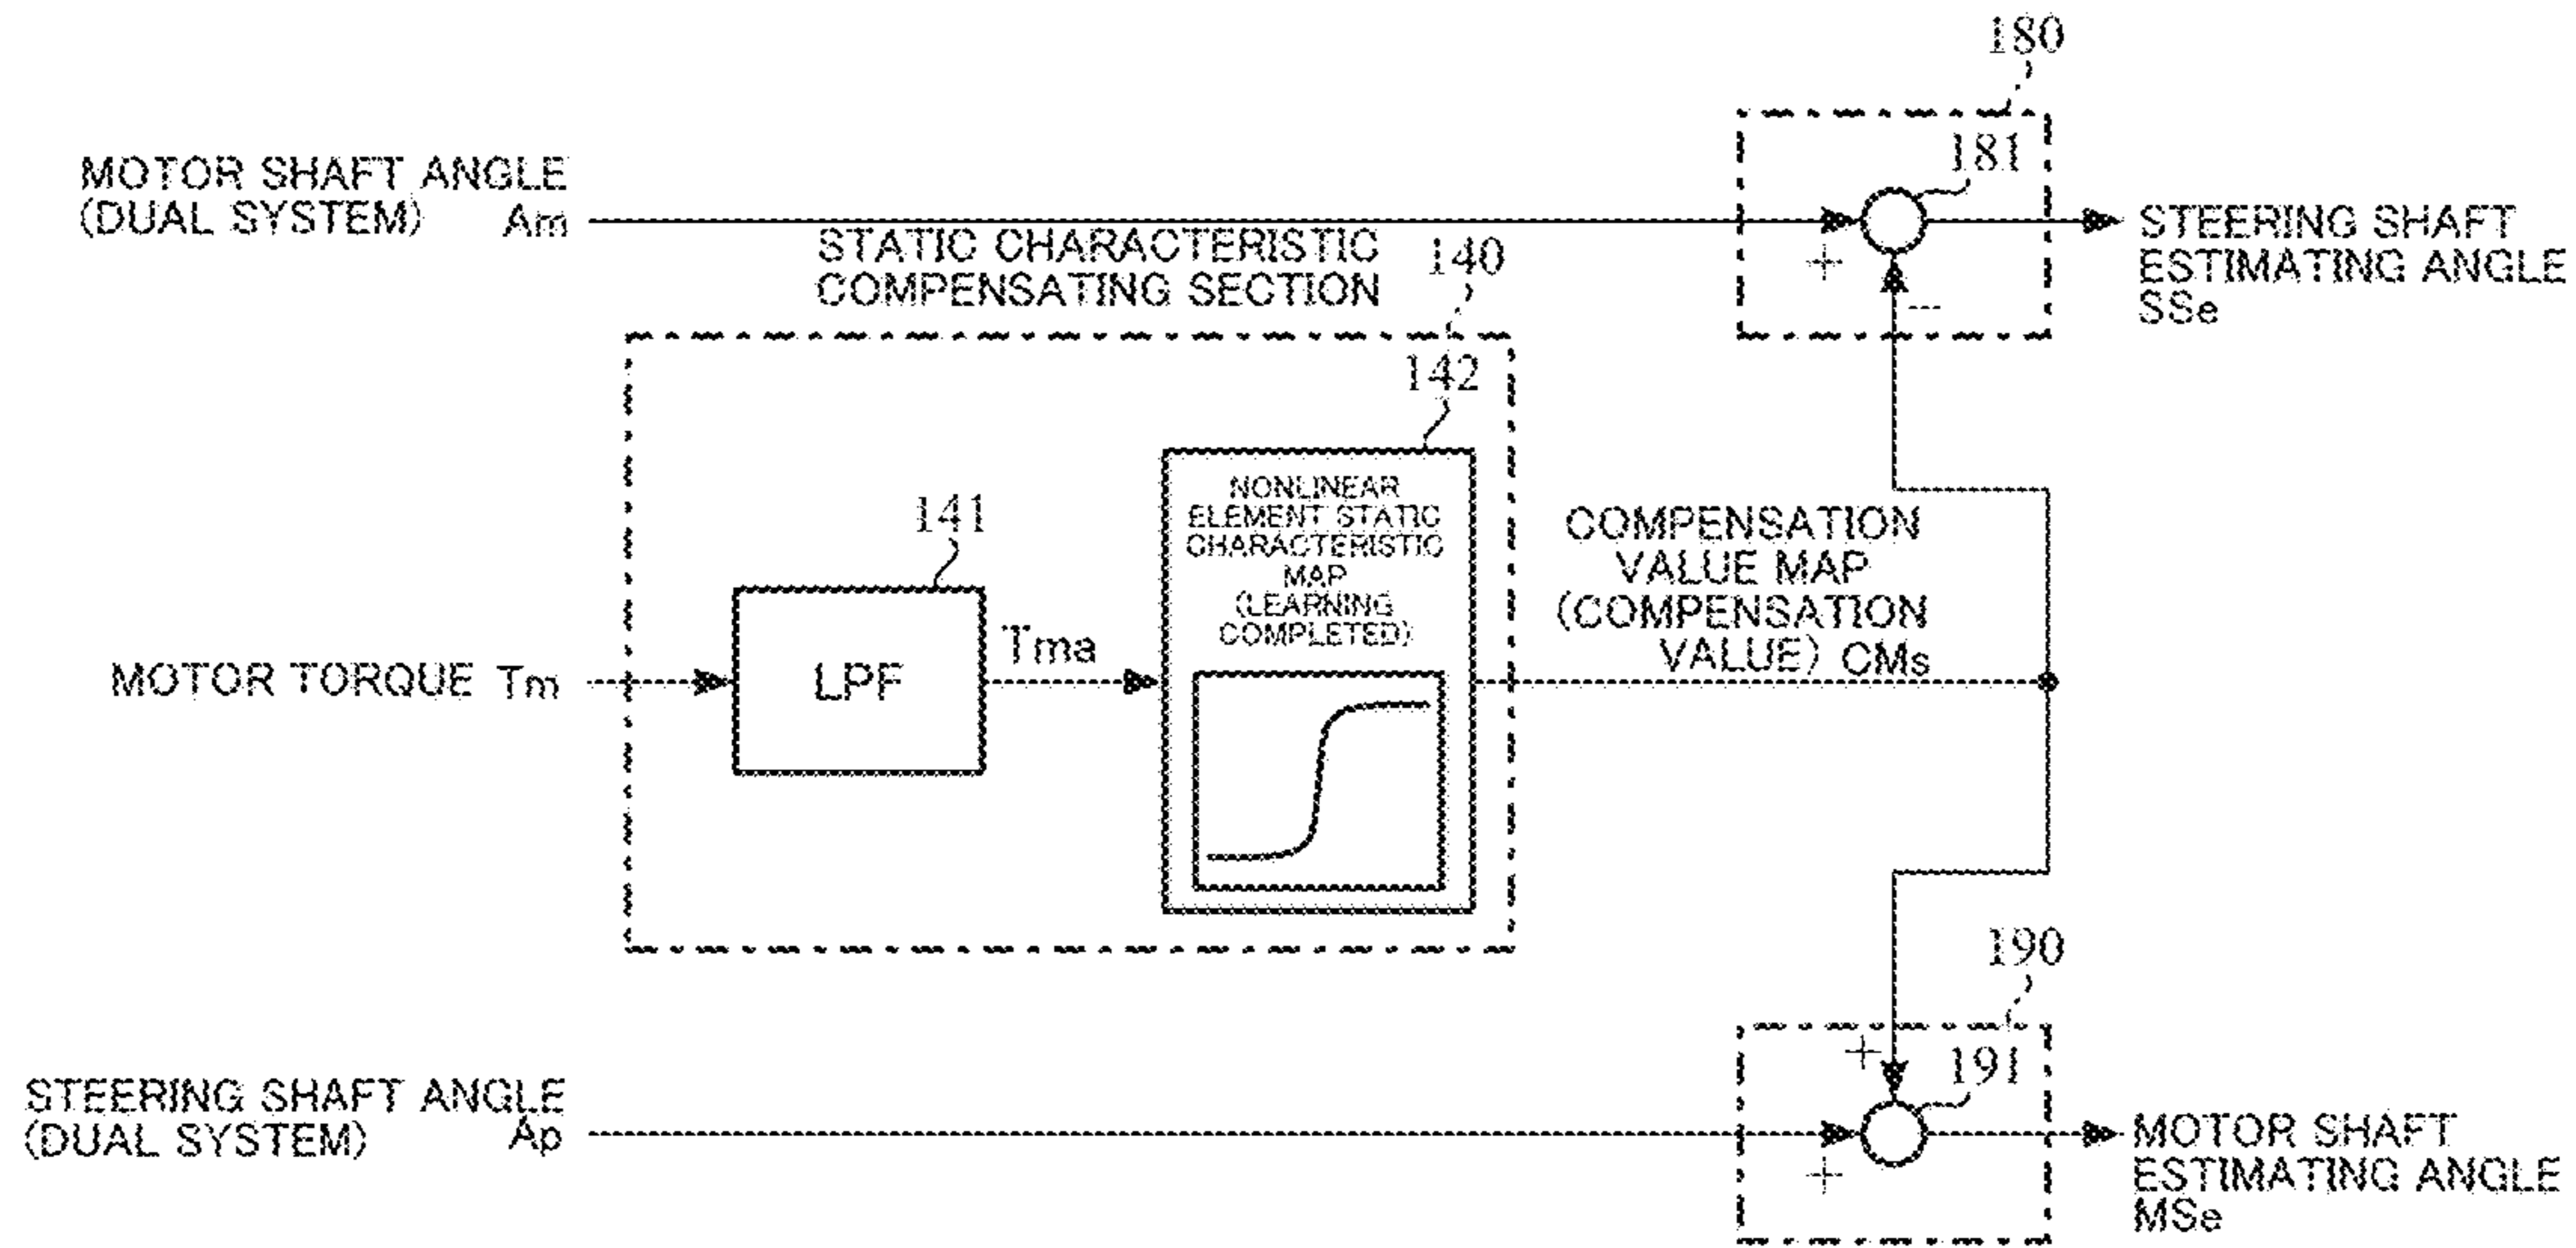 180
181
MOTOR SHAFT ANGLE
(DUAL SYSTEM) Am
+
−
STEERING SHAFT
ESTIMATING ANGLE
SSe
STATIC CHARACTERISTIC
COMPENSATING SECTION
140
142
141
NONLINEAR
ELEMENT STATIC
CHARACTERISTIC
MAP
(LEARNING
COMPLETED)
MOTOR TORQUE Tm
LPF
Tma
COMPENSATION
VALUE MAP
(COMPENSATION
VALUE) CMs
190
191
+
STEERING SHAFT ANGLE
(DUAL SYSTEM) Ap
+
MOTOR SHAFT
ESTIMATING ANGLE
MSe